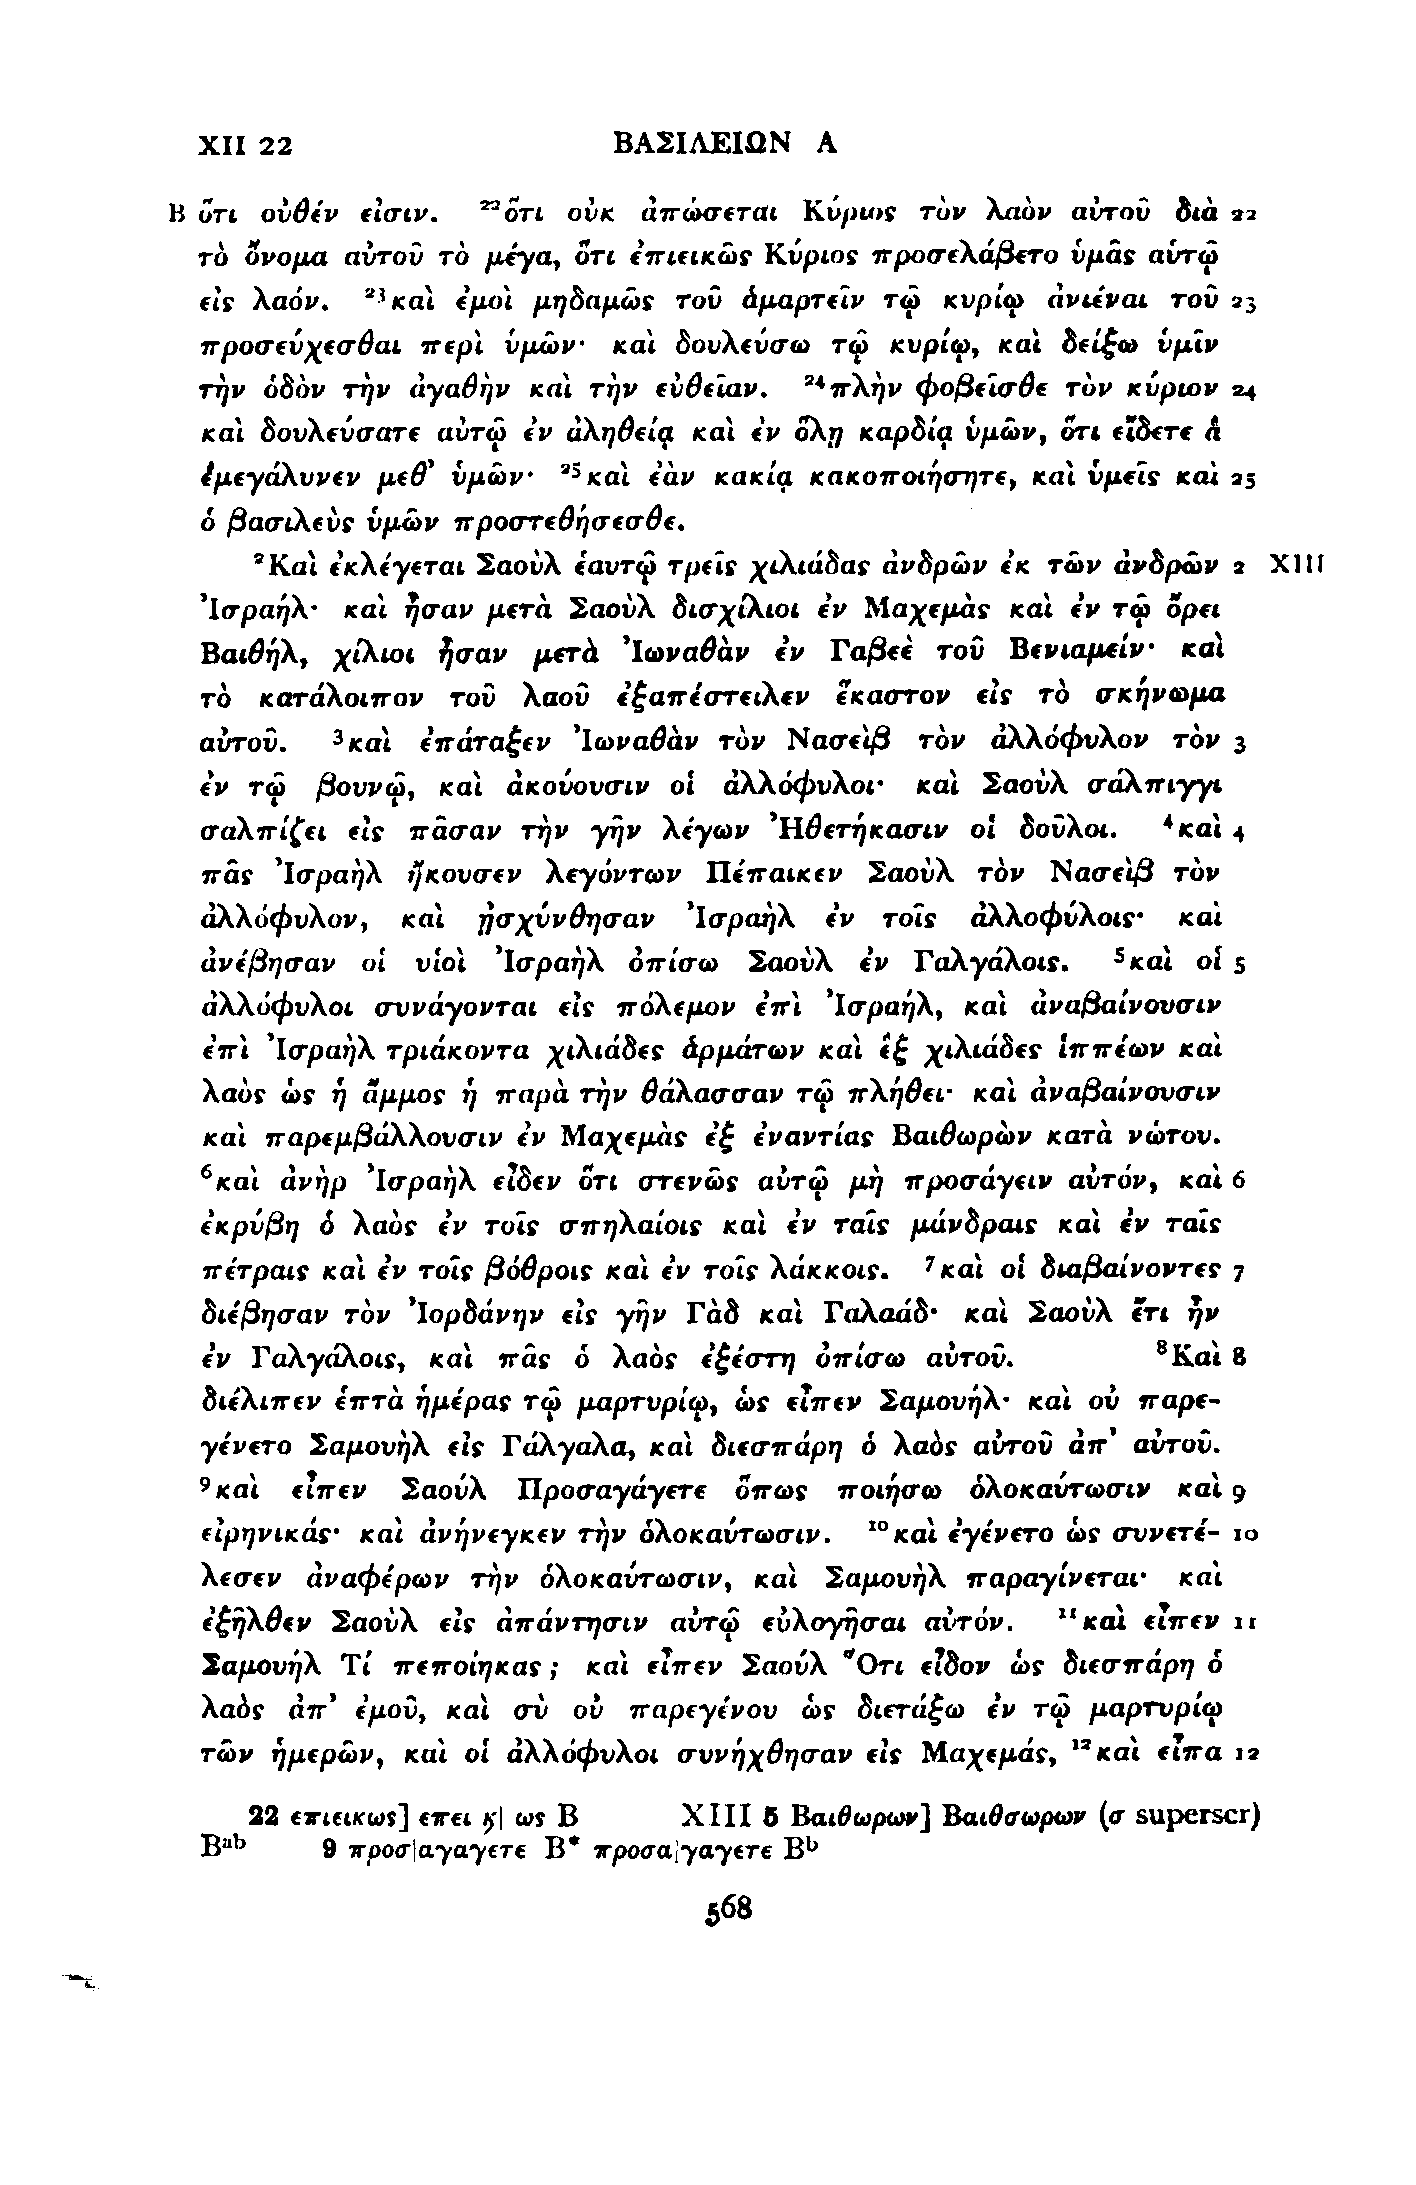 XII 22 ΒΑΣΙΛΕΙΩΝ Α
B ὅτι οὐθέν εἰσιν. ²²ὅτι οὐκ ἀπώσεται Κύριος τὸν λαὸν αὐτοῦ διὰ 22
τὸ ὄνομα αὐτοῦ τὸ μέγα, ὅτι ἐπιεικῶς Κύριος προσελάβετο ὑμᾶς αὑτῷ
εἰς λαόν. ²³καὶ ἐμοὶ μηδαμῶς τοῦ ἁμαρτεῖν τῷ κυρίῳ ἀνιέναι τοῦ 23
προσεύχεσθαι περὶ ὑμῶν· καὶ δουλεύσω τῷ κυρίῳ, καὶ δείξω ὑμῖν
τὴν ὁδὸν τὴν ἀγαθὴν καὶ τὴν εὐθεῖαν. ²⁴πλὴν φοβεῖσθε τὸν κύριον 24
καὶ δουλεύσατε αὐτῷ ἐν ἀληθείᾳ καὶ ἐν ὅλῃ καρδίᾳ ὑμῶν, ὅτι εἴδετε ἃ
ἐμεγάλυνεν μεθ᾽ ὑμῶν· ²⁵καὶ ἐὰν κακίᾳ κακοποιήσητε, καὶ ὑμεῖς καὶ 25
ὁ βασιλεὺς ὑμῶν προστεθήσεσθε.
²Καὶ ἐκλέγεται Σαοὺλ ἑαυτῷ τρεῖς χιλιάδας ἀνδρῶν ἐκ τῶν ἀνδρῶν 2 XIII
Ἰσραήλ· καὶ ἦσαν μετὰ Σαοὺλ δισχίλιοι ἐν Μαχεμὰς καὶ ἐν τῷ ὄρει
Βαιθήλ, χίλιοι ἦσαν μετὰ Ἰωναθὰν ἐν Γαβεὲ τοῦ Βενιαμείν· καὶ
τὸ κατάλοιπον τοῦ λαοῦ ἐξαπέστειλεν ἕκαστον εἰς τὸ σκήνωμα
αὐτοῦ. ³καὶ ἐπάταξεν Ἰωναθὰν τὸν Νασεὶβ τὸν ἀλλόφυλον τὸν 3
ἐν τῷ βουνῷ, καὶ ἀκούουσιν οἱ ἀλλόφυλοι· καὶ Σαοὺλ σάλπιγγι
σαλπίζει εἰς πᾶσαν τὴν γῆν λέγων Ἠθετήκασιν οἱ δοῦλοι. ⁴καὶ 4
πᾶς Ἰσραὴλ ἤκουσεν λεγόντων Πέπαικεν Σαοὺλ τὸν Νασεὶβ τὸν
ἀλλόφυλον, καὶ ᾐσχύνθησαν Ἰσραὴλ ἐν τοῖς ἀλλοφύλοις· καὶ
ἀνέβησαν οἱ υἱοὶ Ἰσραὴλ ὀπίσω Σαοὺλ ἐν Γαλγάλοις. ⁵καὶ οἱ 5
ἀλλόφυλοι συνάγονται εἰς πόλεμον ἐπὶ Ἰσραήλ, καὶ ἀναβαίνουσιν
ἐπὶ Ἰσραὴλ τριάκοντα χιλιάδες ἁρμάτων καὶ ἓξ χιλιάδες ἱππέων καὶ
λαὸς ὡς ἡ ἄμμος ἡ παρὰ τὴν θάλασσαν τῷ πλήθει· καὶ ἀναβαίνουσιν
καὶ παρεμβάλλουσιν ἐν Μαχεμὰς ἐξ ἐναντίας Βαιθωρὼν κατὰ νώτου.
⁶καὶ ἀνὴρ Ἰσραὴλ εἶδεν ὅτι στενῶς αὐτῷ μὴ προσάγειν αὐτόν, καὶ 6
ἐκρύβη ὁ λαὸς ἐν τοῖς σπηλαίοις καὶ ἐν ταῖς μάνδραις καὶ ἐν ταῖς
πέτραις καὶ ἐν τοῖς βόθροις καὶ ἐν τοῖς λάκκοις. ⁷καὶ οἱ διαβαίνοντες 7
διέβησαν τὸν Ἰορδάνην εἰς γῆν Γὰδ καὶ Γαλαάδ· καὶ Σαοὺλ ἔτι ἦν
ἐν Γαλγάλοις, καὶ πᾶς ὁ λαὸς ἐξέστη ὀπίσω αὐτοῦ. ⁸Καὶ 8
διέλιπεν ἑπτὰ ἡμέρας τῷ μαρτυρίῳ, ὡς εἶπεν Σαμουήλ· καὶ οὐ παρε-
γένετο Σαμουὴλ εἰς Γάλγαλα, καὶ διεσπάρη ὁ λαὸς αὐτοῦ ἀπ᾽ αὐτοῦ.
⁹καὶ εἶπεν Σαούλ Προσαγάγετε ὅπως ποιήσω ὁλοκαύτωσιν καὶ 9
εἰρηνικάς· καὶ ἀνήνεγκεν τὴν ὁλοκαύτωσιν. ¹⁰καὶ ἐγένετο ὡς συνετέ- 10
λεσεν ἀναφέρων τὴν ὁλοκαύτωσιν, καὶ Σαμουὴλ παραγίνεται· καὶ
ἐξῆλθεν Σαοὺλ εἰς ἀπάντησιν αὐτῷ εὐλογῆσαι αὐτόν. ¹¹καὶ εἶπεν 11
Σαμουήλ Τί πεποίηκας; καὶ εἶπεν Σαούλ Ὅτι εἶδον ὡς διεσπάρη ὁ
λαὸς ἀπ᾽ ἐμοῦ, καὶ σὺ οὐ παρεγένου ὡς διετάξω ἐν τῷ μαρτυρίῳ
τῶν ἡμερῶν, καὶ οἱ ἀλλόφυλοι συνήχθησαν εἰς Μαχεμάς, ¹²καὶ εἶπα 12
22 επιεικως] επει ϗ| ως B XIII 5 Βαιθωρων] Βαιθσωρων (σ superscr)
Bᵃᵇ 9 προσ|αγαγετε B* προσα|γαγετε Bᵇ
568